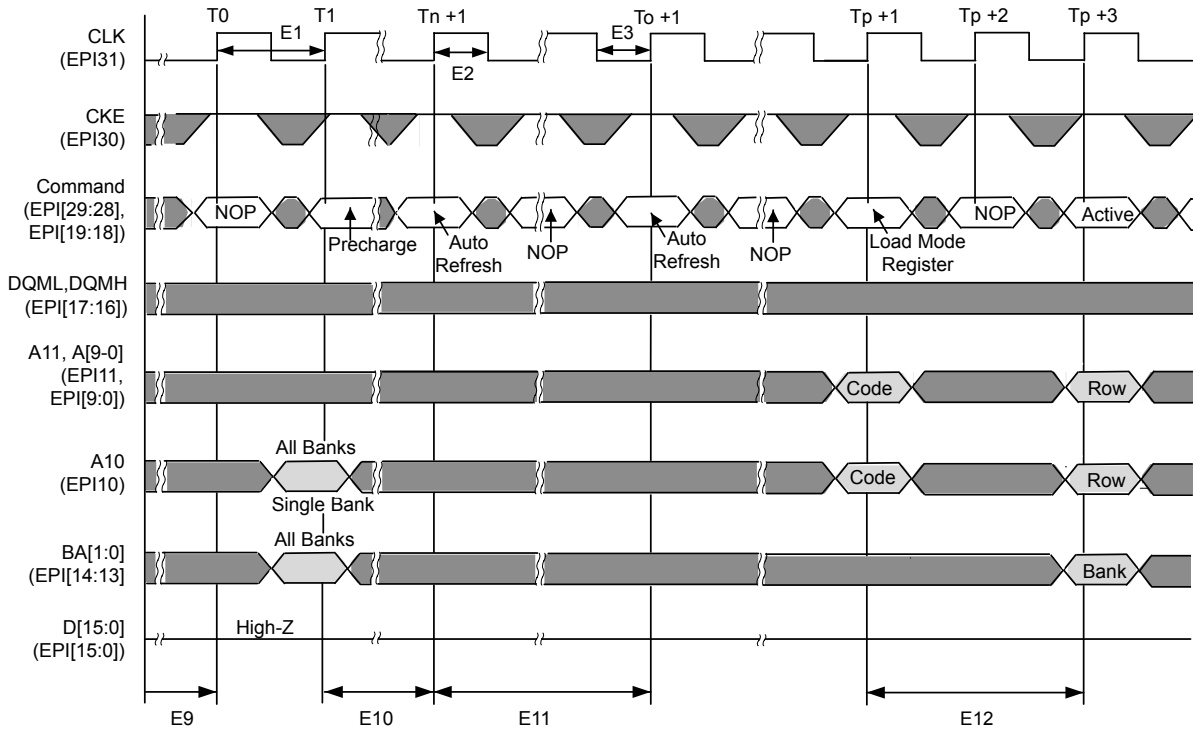 T0 T1 Tn +1 To +1 Tp +1 Tp +2 Tp +3
CLK
(EPI31)
E1
E2
E3
CKE
(EPI30)
Command
(EPI[29:28],
EPI[19:18])
NOP
Precharge
Auto
Refresh
NOP
Auto
Refresh
NOP
Load Mode
Register
NOP
Active
DQML,DQMH
(EPI[17:16])
A11, A[9-0]
(EPI11,
EPI[9:0])
Code
Row
A10
(EPI10)
All Banks
Single Bank
Code
Row
BA[1:0]
(EPI[14:13]
All Banks
Bank
D[15:0]
(EPI[15:0])
High-Z
E9 E10 E11 E12